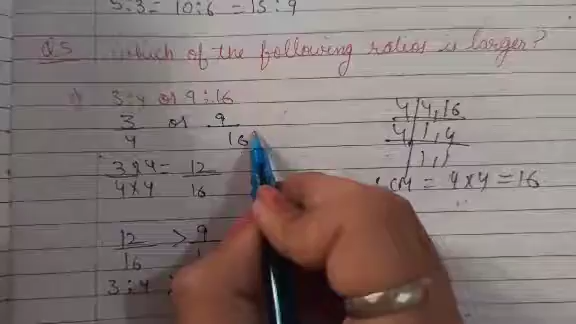 5:3 = 10:6 = 15:9
Q5 Which of the following ratios is larger?
3:4 or 9:16
3/4 or 9/16
3×4/4×4 = 12/16
12/16 > 9/
3:4
4 | 4, 16
4 | 1, 4
1, 1
LCM = 4×4 = 16